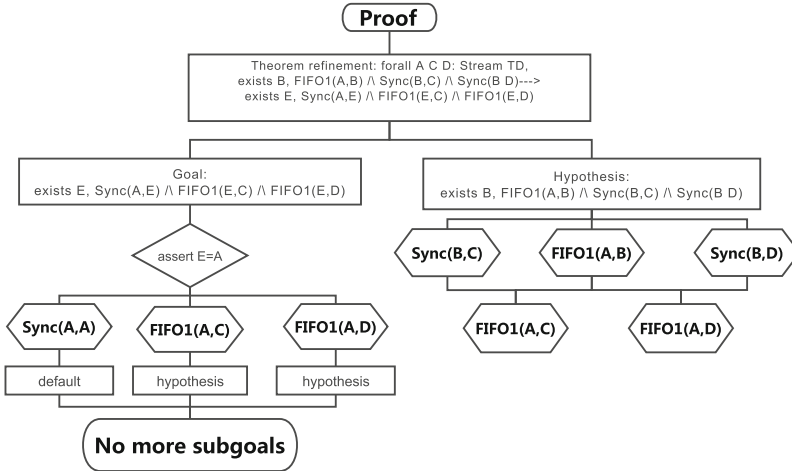 Proof
Theorem refinement: forall A C D: Stream TD,
exists B, FIFO1(A,B) /\ Sync(B,C) /\ Sync(B D)--->
exists E, Sync(A,E) /\ FIFO1(E,C) /\ FIFO1(E,D)
Goal:
exists E, Sync(A,E) /\ FIFO1(E,C) /\ FIFO1(E,D)
Hypothesis:
exists B, FIFO1(A,B) /\ Sync(B,C) /\ Sync(B D)
assert E=A
Sync(B,C)
FIFO1(A,B)
Sync(B,D)
Sync(A,A)
FIFO1(A,C)
FIFO1(A,D)
FIFO1(A,C)
FIFO1(A,D)
default
hypothesis
hypothesis
No more subgoals